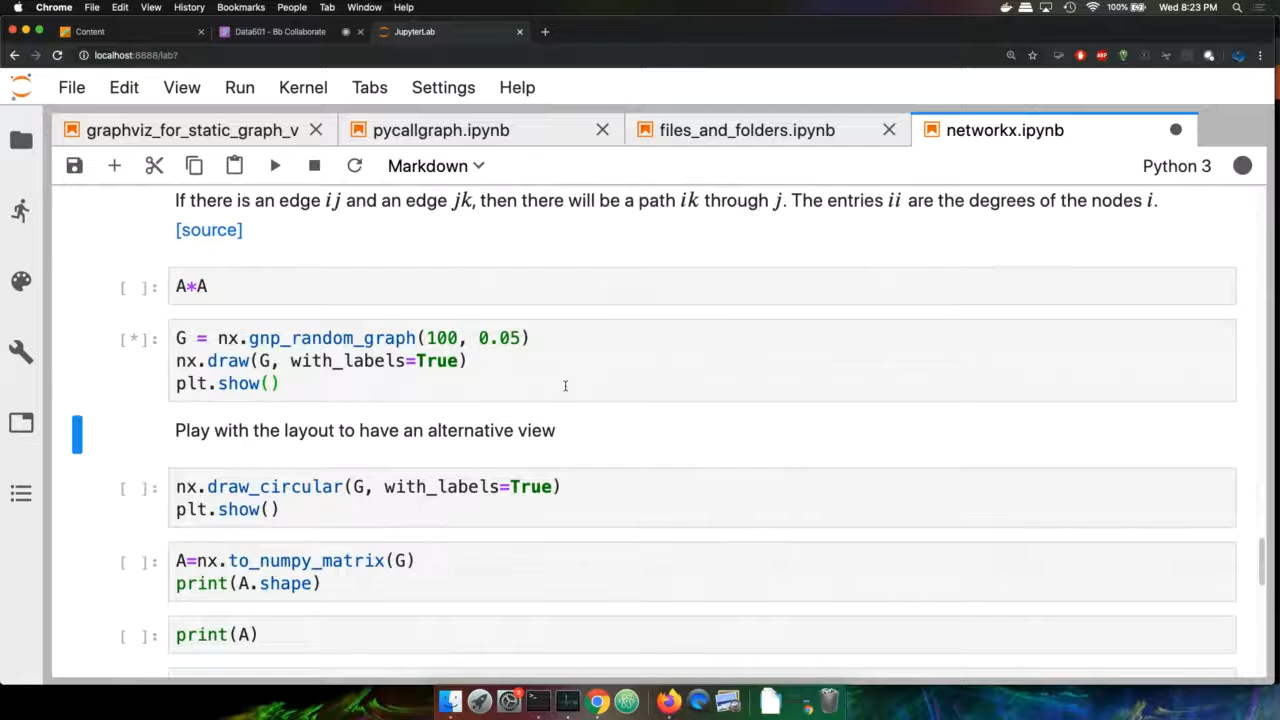 Chrome File Edit View History Bookmarks People Tab Window Help 100% Wed 8:23 PM
Content Data601 - Bb Collaborate JupyterLab
localhost:8888/lab?
File Edit View Run Kernel Tabs Settings Help
graphviz_for_static_graph_v pycallgraph.ipynb files_and_folders.ipynb networkx.ipynb
Markdown Python 3
If there is an edge ij and an edge jk, then there will be a path ik through j. The entries ii are the degrees of the nodes i.
[source]
[ ]: A*A
[*]: G = nx.gnp_random_graph(100, 0.05)
nx.draw(G, with_labels=True)
plt.show()
Play with the layout to have an alternative view
[ ]: nx.draw_circular(G, with_labels=True)
plt.show()
[ ]: A=nx.to_numpy_matrix(G)
print(A.shape)
[ ]: print(A)